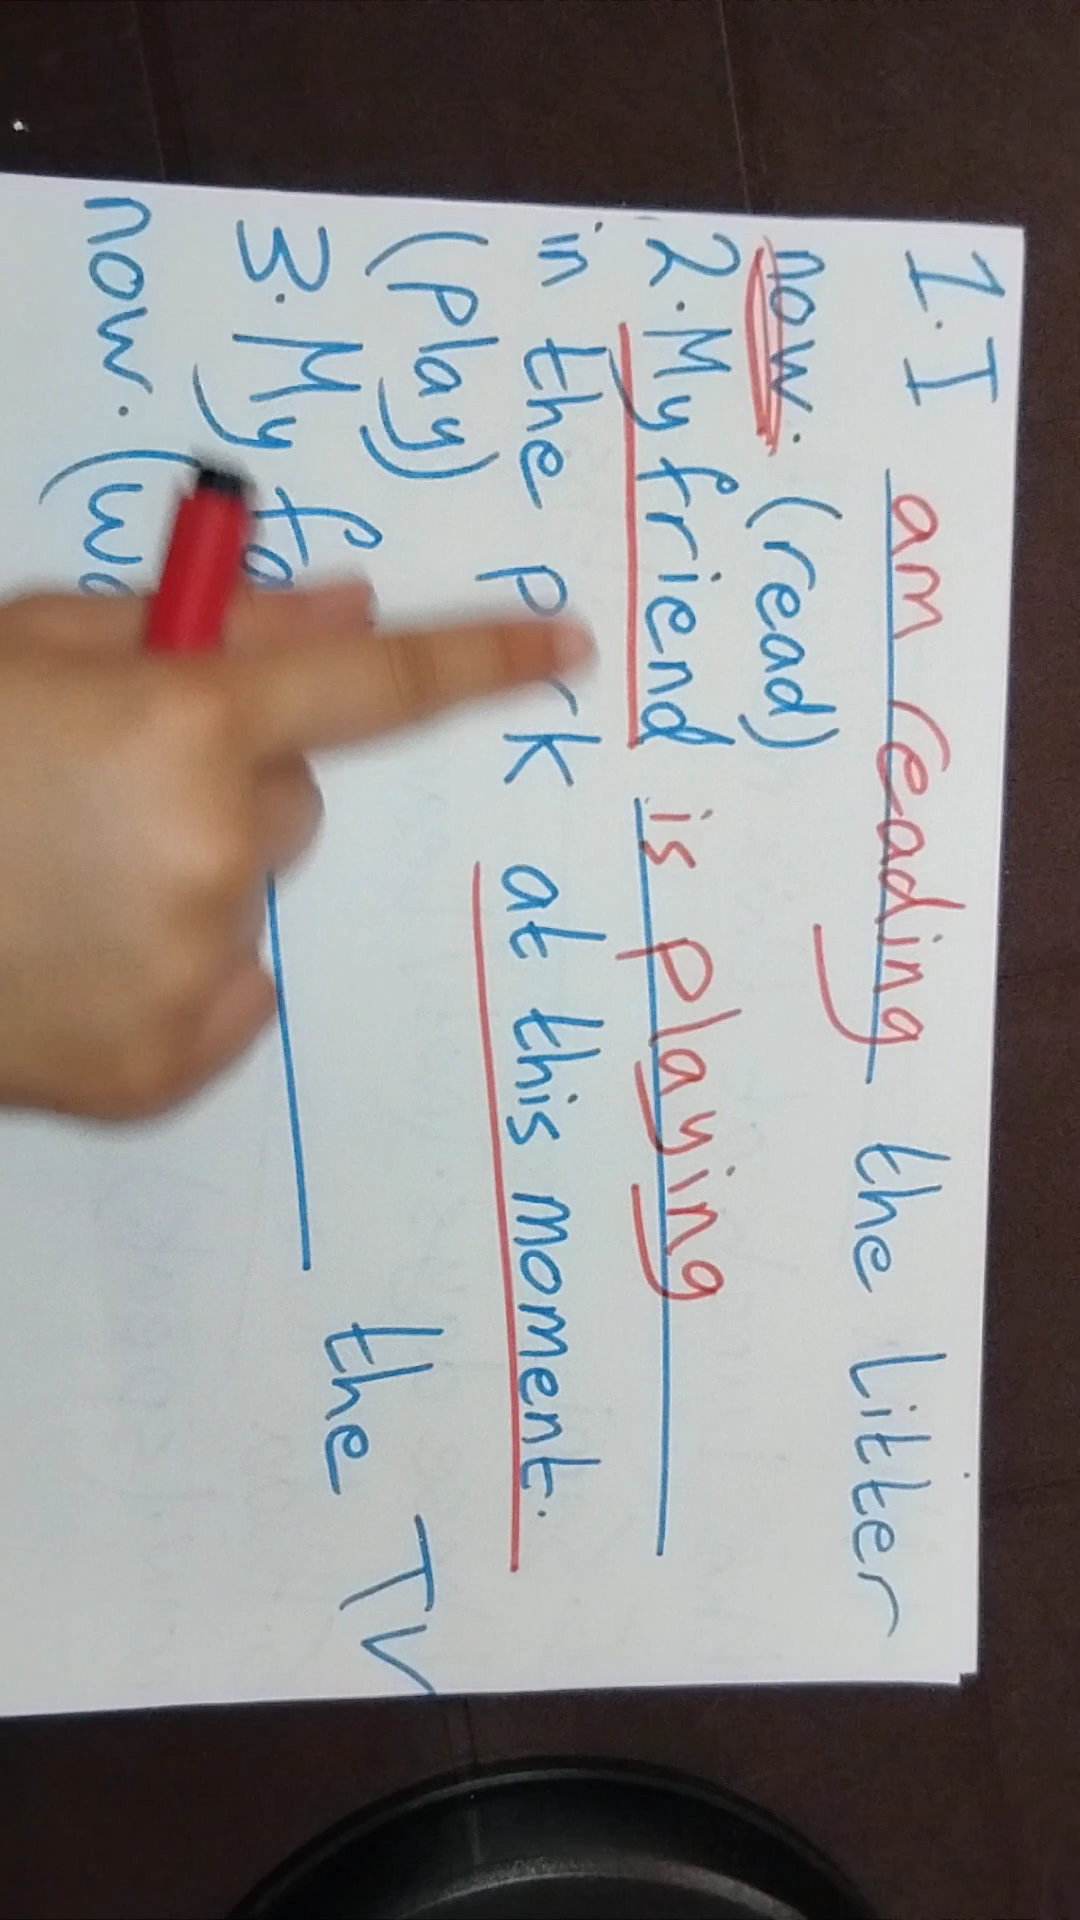 1. I am reading the litter
now. (read)
2. My friend is playing
in the park at this moment.
(play)
3. My the TV
now.